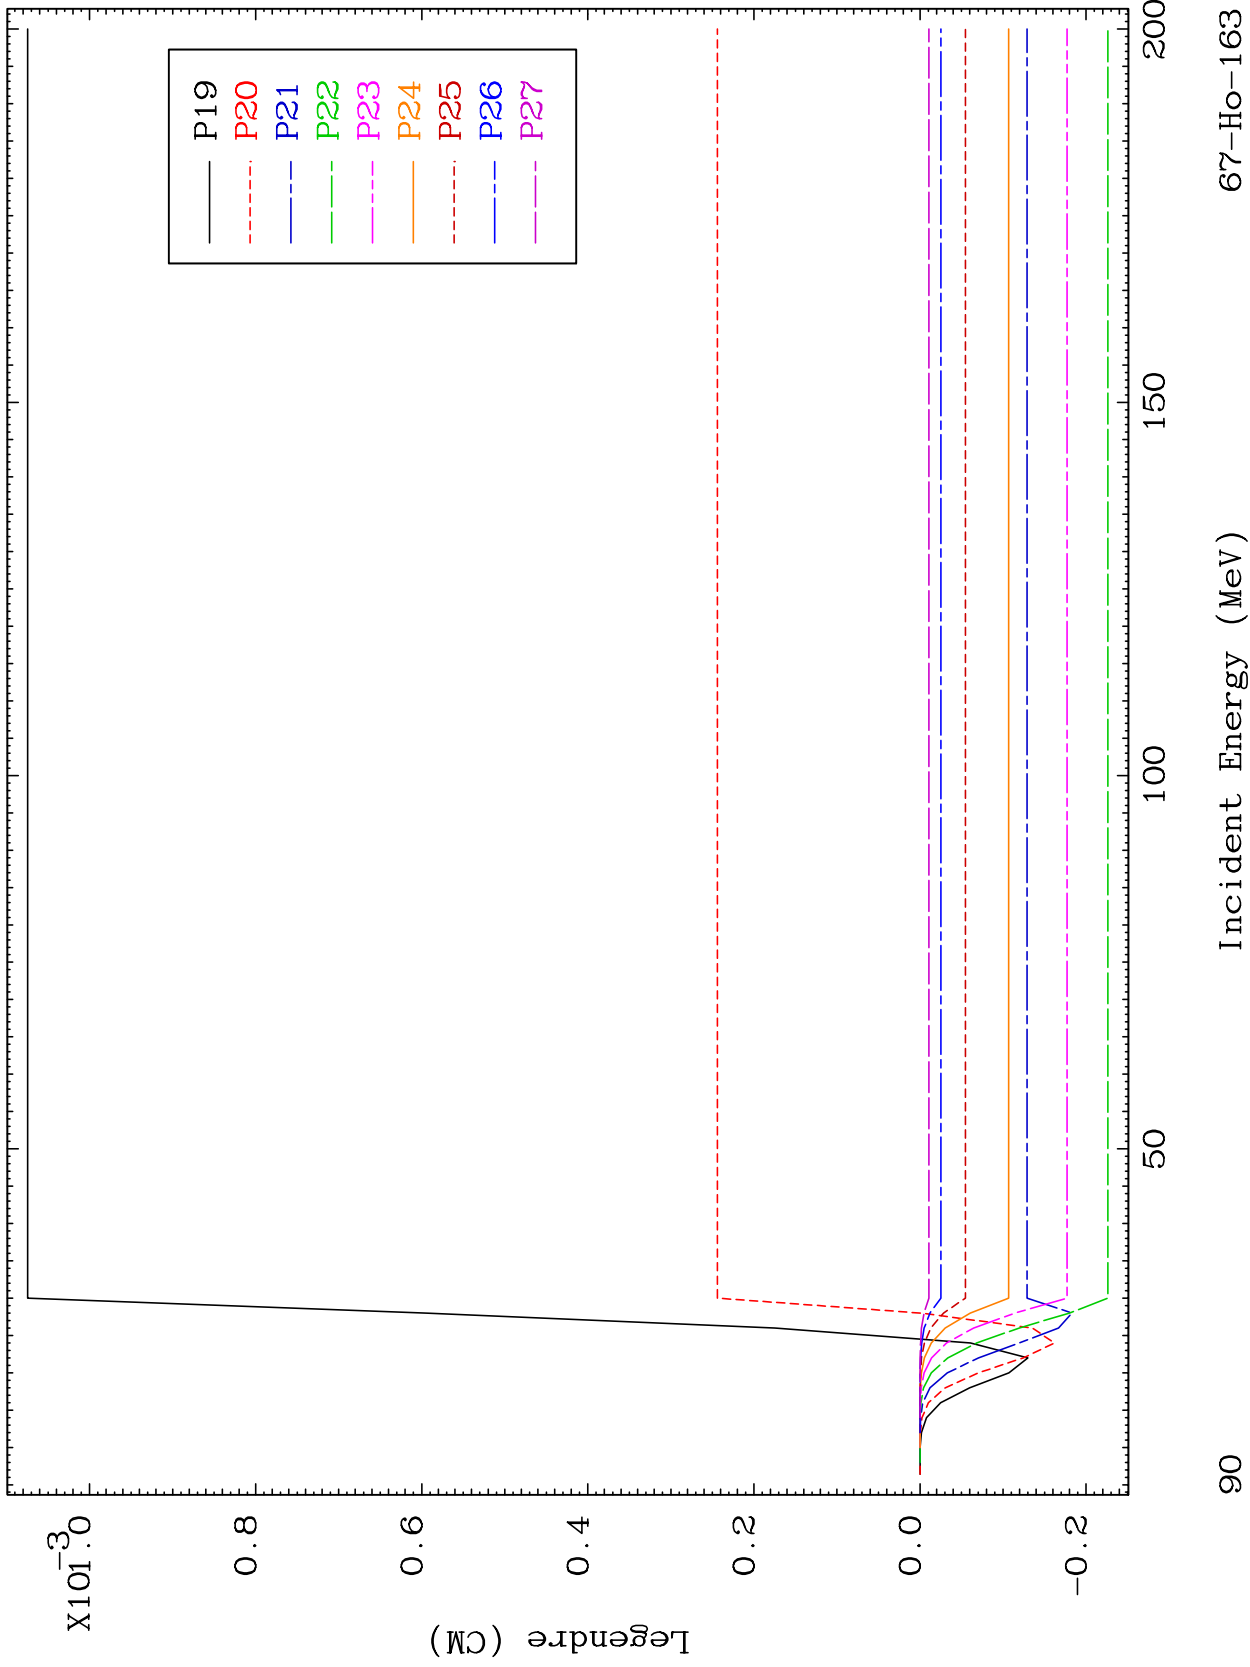 P19
P20
P21
P22
P23
P24
P25
P26
P27
X10-3
1.0
0.8
0.6
0.4
0.2
0.0
-0.2
Legendre (CM)
50
100
150
200
Incident Energy (MeV)
90
67-Ho-163